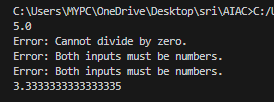 C:\Users\MYPC\OneDrive\Desktop\sri\AIAC>C:/U
5.0
Error: Cannot divide by zero.
Error: Both inputs must be numbers.
Error: Both inputs must be numbers.
3.3333333333333335